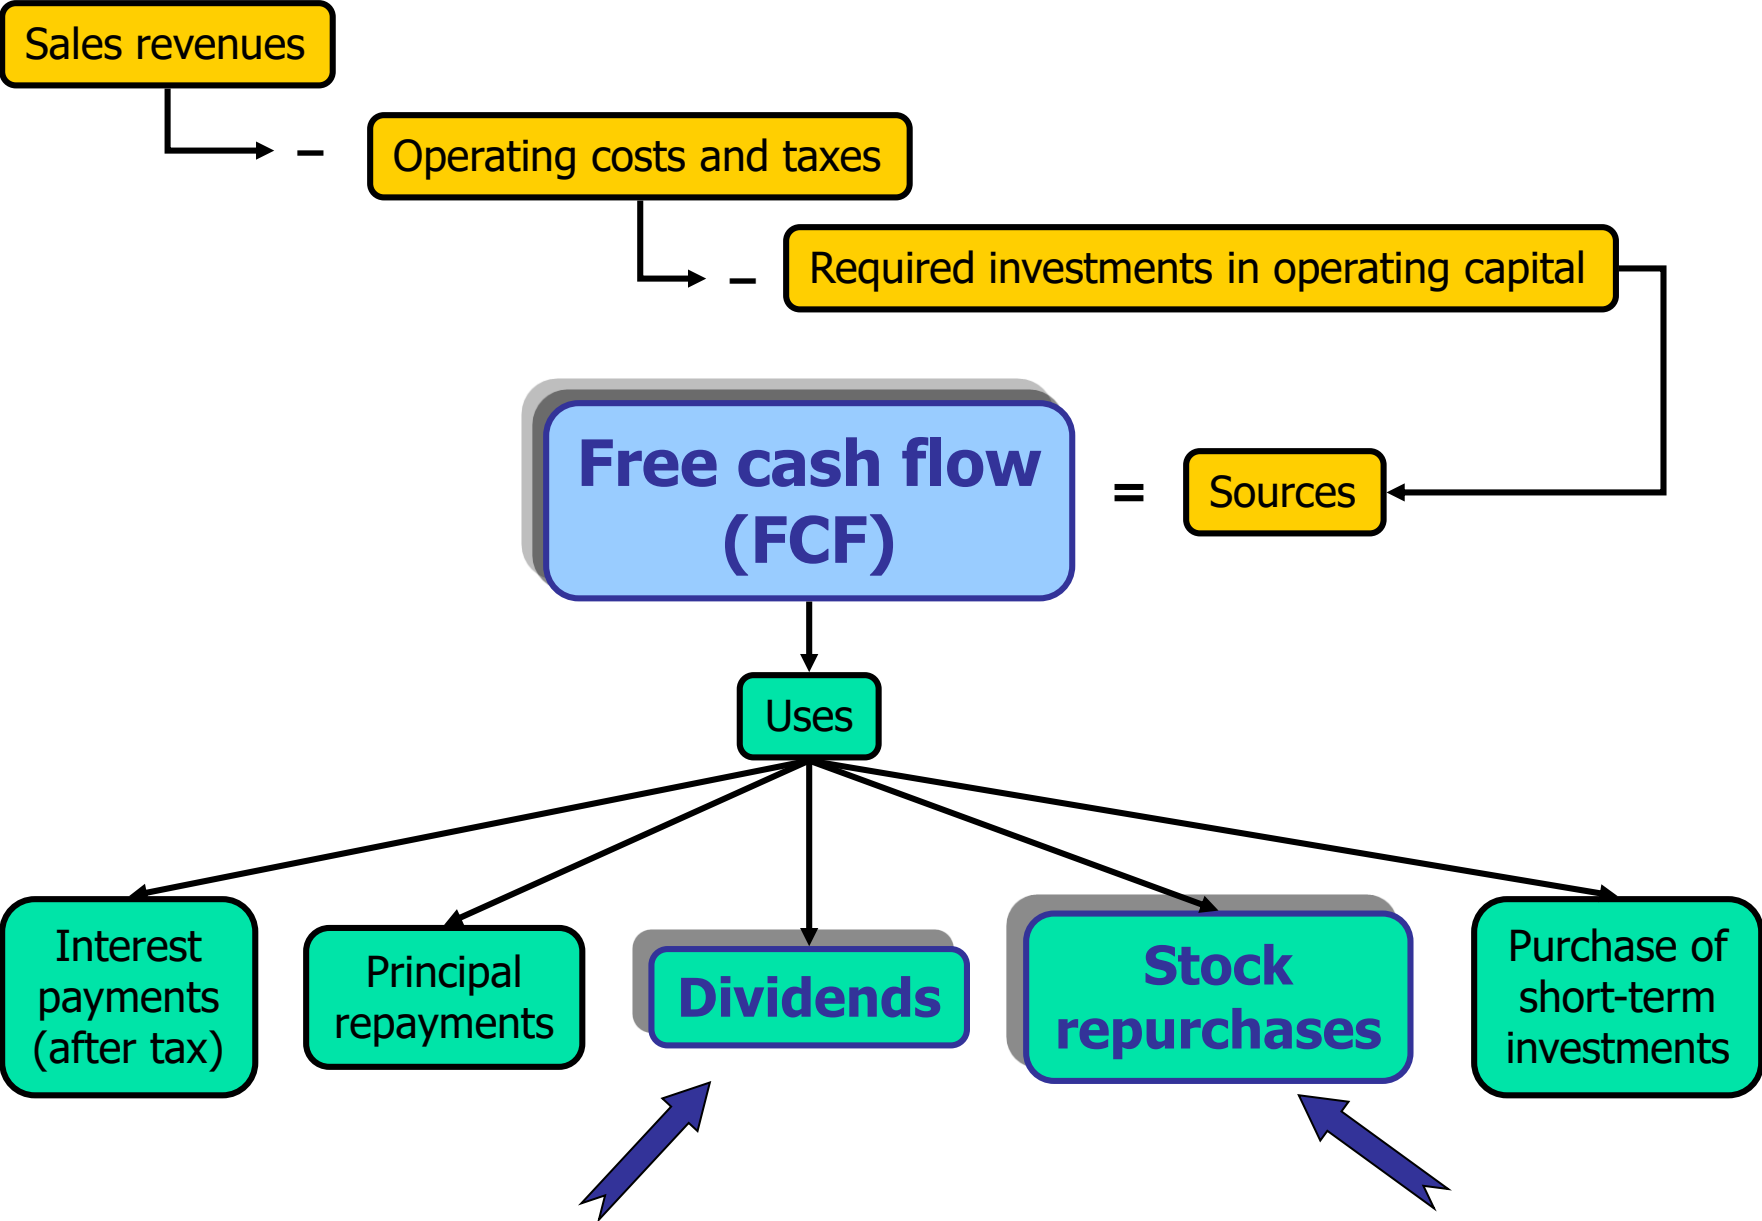 Sales revenues
– Operating costs and taxes
– Required investments in operating capital
Free cash flow
(FCF)
= Sources
Uses
Interest
payments
(after tax)
Principal
repayments
Dividends
Stock
repurchases
Purchase of
short-term
investments